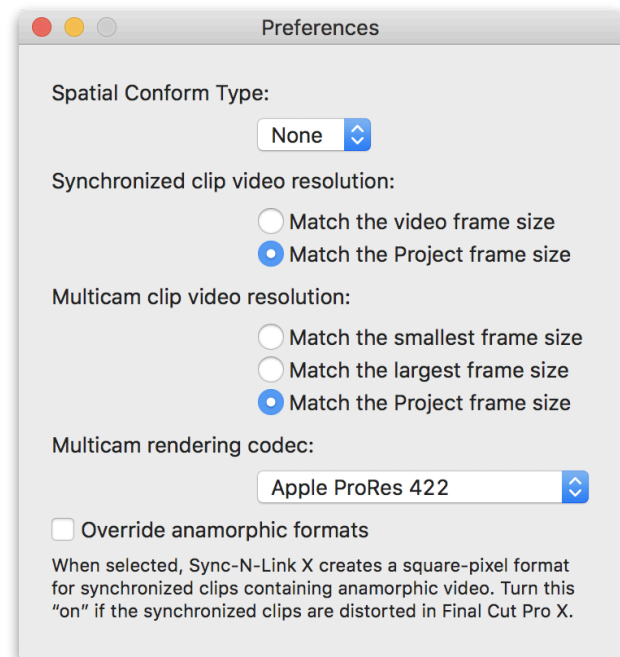 Preferences
Spatial Conform Type:
None
Synchronized clip video resolution:
Match the video frame size
Match the Project frame size
Multicam clip video resolution:
Match the smallest frame size
Match the largest frame size
Match the Project frame size
Multicam rendering codec:
Apple ProRes 422
Override anamorphic formats
When selected, Sync-N-Link X creates a square-pixel format
for synchronized clips containing anamorphic video. Turn this
“on” if the synchronized clips are distorted in Final Cut Pro X.